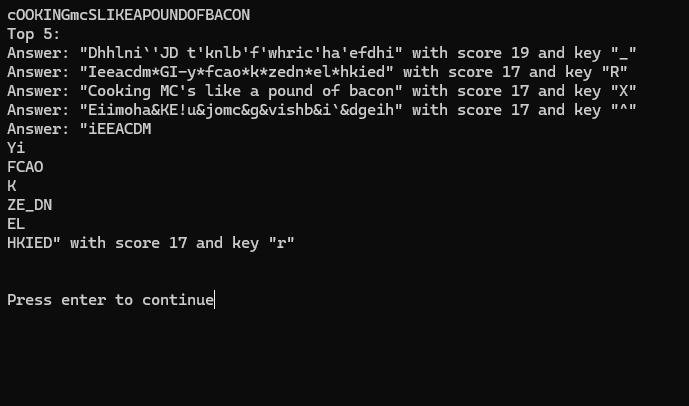 cOOKINGmcSLIKEAPOUNDOFBACON
Top 5:
Answer: "Dhhlni`'JD t'knlb'f'whric'ha'efdhi" with score 19 and key "_"
Answer: "Ieeacdm*GI-y*fcao*k*zedn*el*hkied" with score 17 and key "R"
Answer: "Cooking MC's like a pound of bacon" with score 17 and key "X"
Answer: "Eiimoha&KE!u&jomc&g&vishb&i`&dgeih" with score 17 and key "^"
Answer: "iEEACDM
Yi
FCAO
K
ZE_DN
EL
HKIED" with score 17 and key "r"
Press enter to continue